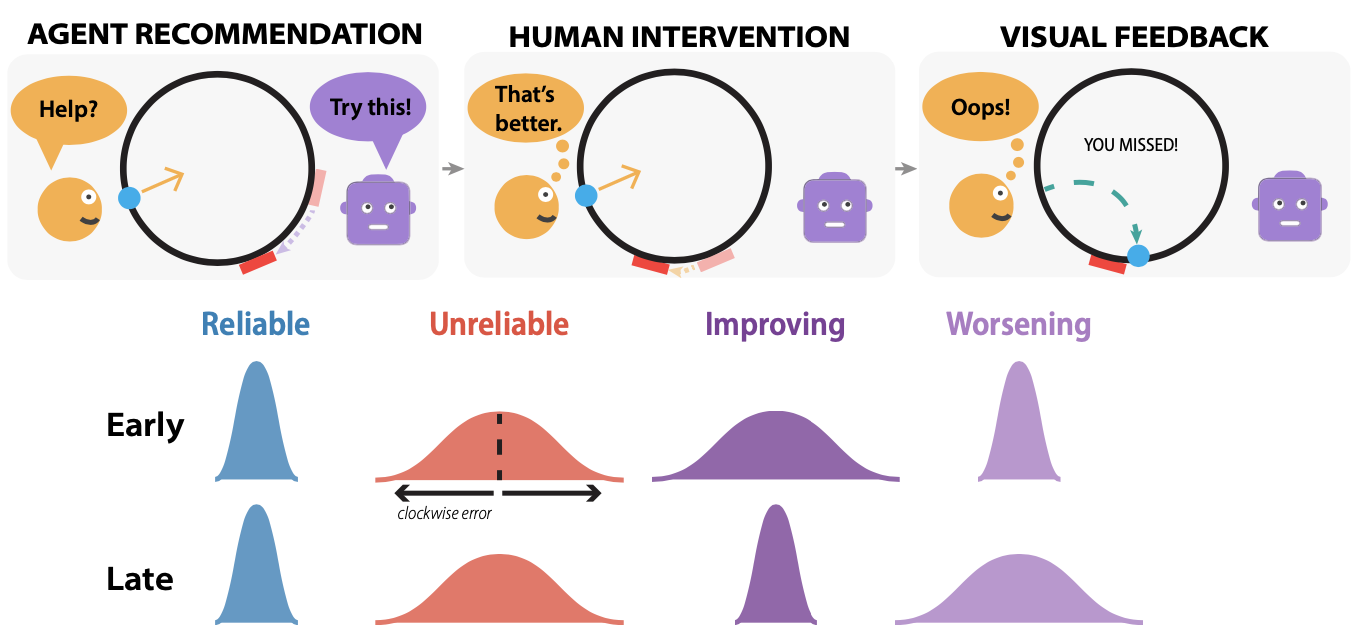 AGENT RECOMMENDATION
HUMAN INTERVENTION
VISUAL FEEDBACK
Help?
Try this!
That's
better.
Oops!
YOU MISSED!
Reliable
Unreliable
Improving
Worsening
Early
clockwise error
Late